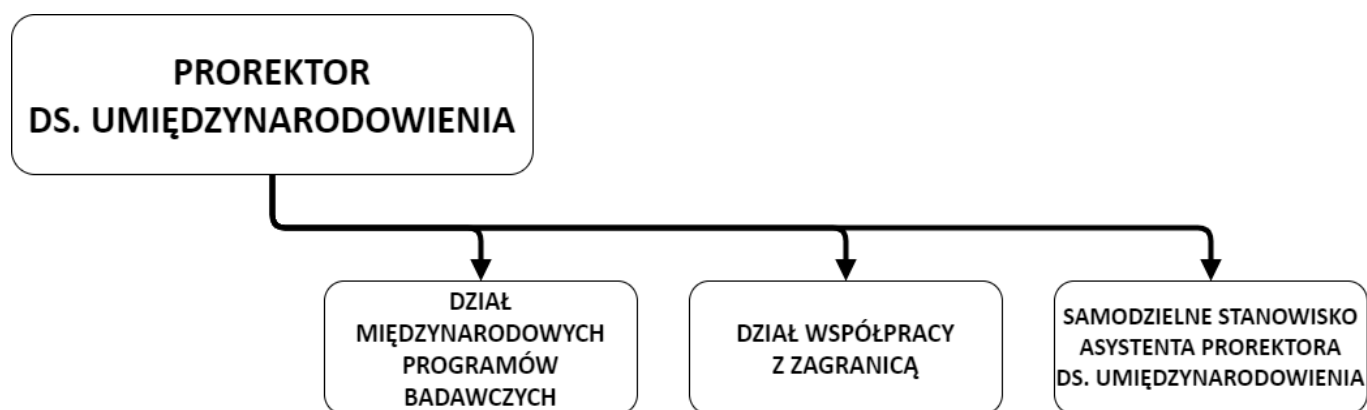 PROREKTOR
DS. UMIĘDZYNARODOWIENIA
DZIAŁ
MIĘDZYNARODOWYCH
PROGRAMÓW
BADAWCZYCH
DZIAŁ WSPÓŁPRACY
Z ZAGRANICĄ
SAMODZIELNE STANOWISKO
ASYSTENTA PROREKTORA
DS. UMIĘDZYNARODOWIENIA